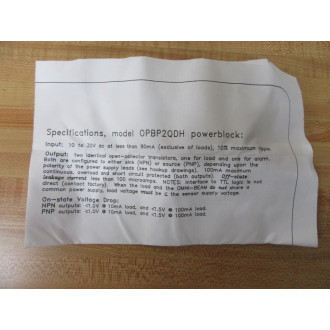 Specifications, model OPBP2QDH powerblock:
Input: 10 to 30V dc at less than 80mA (exclusive of loads), 10% maximum
Output: two identical open-collector transistors, one for load and one for alarm.
Both are configured to either sink (NPN) or source (PNP), depending upon the
polarity of the power supply leads (see hookup drawings). 100mA maximum
continuous, overload and short circuit protected (both outputs). Off-state
leakage current less than 100 microamps. NOTES: interface to TTL logic is not
direct (contact factory). When the load and the OMNI-BEAM do not share a
common power supply, load voltage must be ≤ the sensor supply voltage.
On-state Voltage Drop:
NPN outputs: <1.0V @ 10mA load, and <1.5V @ 100mA load.
PNP outputs: <1.0V @ 10mA load, and <1.5V @ 100mA load.